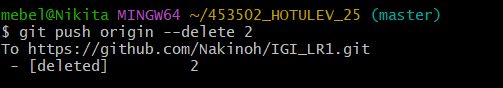 mebel@Nikita MINGW64 ~/453502_HOTULEV_25 (master)
$ git push origin --delete 2
To https://github.com/Nakinoh/IGI_LR1.git
 - [deleted]         2